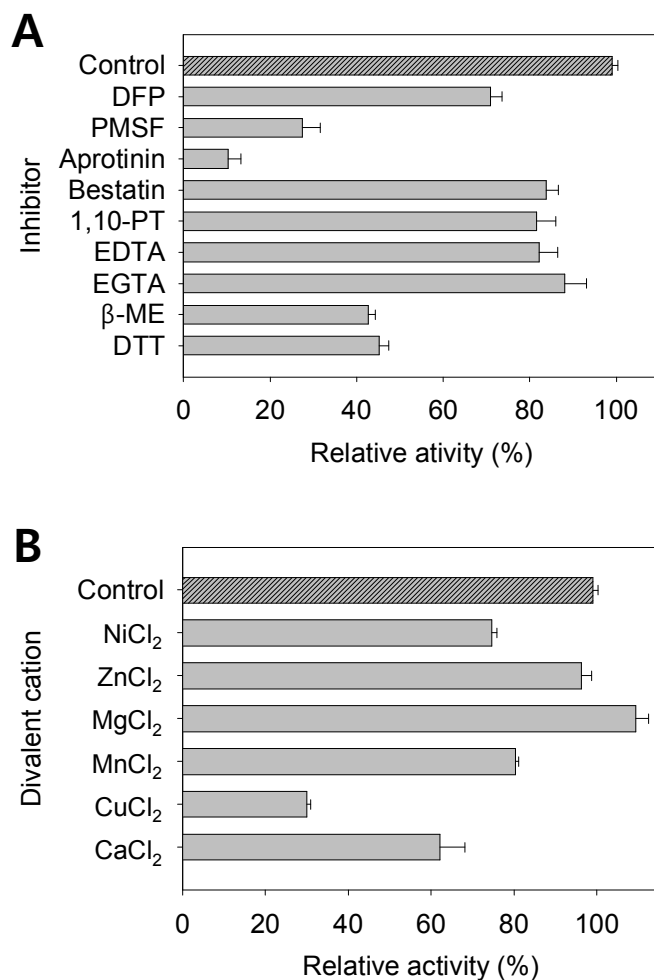 A
Inhibitor
Control
DFP
PMSF
Aprotinin
Bestatin
1,10-PT
EDTA
EGTA
β-ME
DTT
0 20 40 60 80 100
Relative ativity (%)
B
Divalent cation
Control
NiCl₂
ZnCl₂
MgCl₂
MnCl₂
CuCl₂
CaCl₂
0 20 40 60 80 100
Relative activity (%)